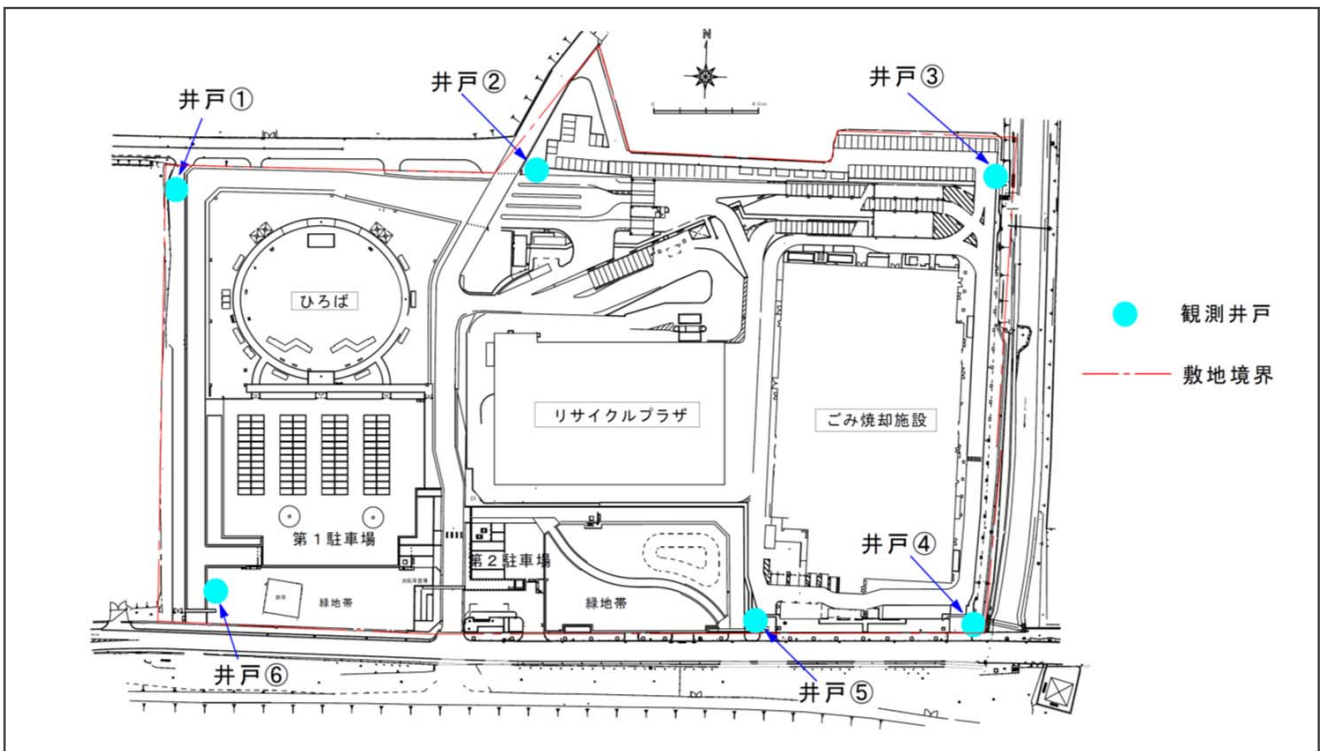 N
井戸①
井戸②
井戸③
0
40m
ひろば
観測井戸
敷地境界
リサイクルプラザ
ごみ焼却施設
第1駐車場
第2駐車場
井戸④
緑地帯
緑地帯
井戸⑤
井戸⑥